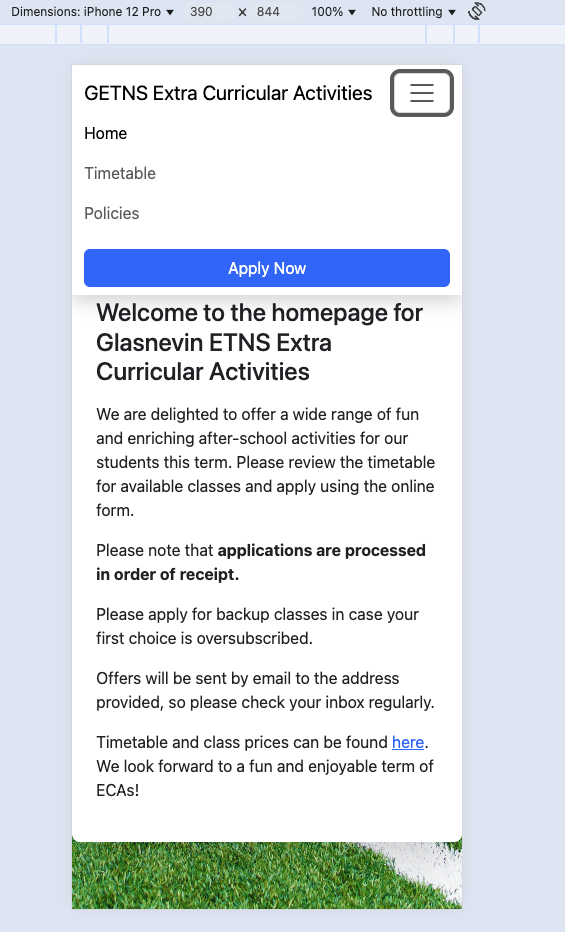 Dimensions: iPhone 12 Pro ▼ 390 × 844 100% ▼ No throttling ▼
GETNS Extra Curricular Activities
Home
Timetable
Policies
Apply Now
Welcome to the homepage for
Glasnevin ETNS Extra
Curricular Activities
We are delighted to offer a wide range of fun
and enriching after-school activities for our
students this term. Please review the timetable
for available classes and apply using the online
form.
Please note that applications are processed
in order of receipt.
Please apply for backup classes in case your
first choice is oversubscribed.
Offers will be sent by email to the address
provided, so please check your inbox regularly.
Timetable and class prices can be found here.
We look forward to a fun and enjoyable term of
ECAs!